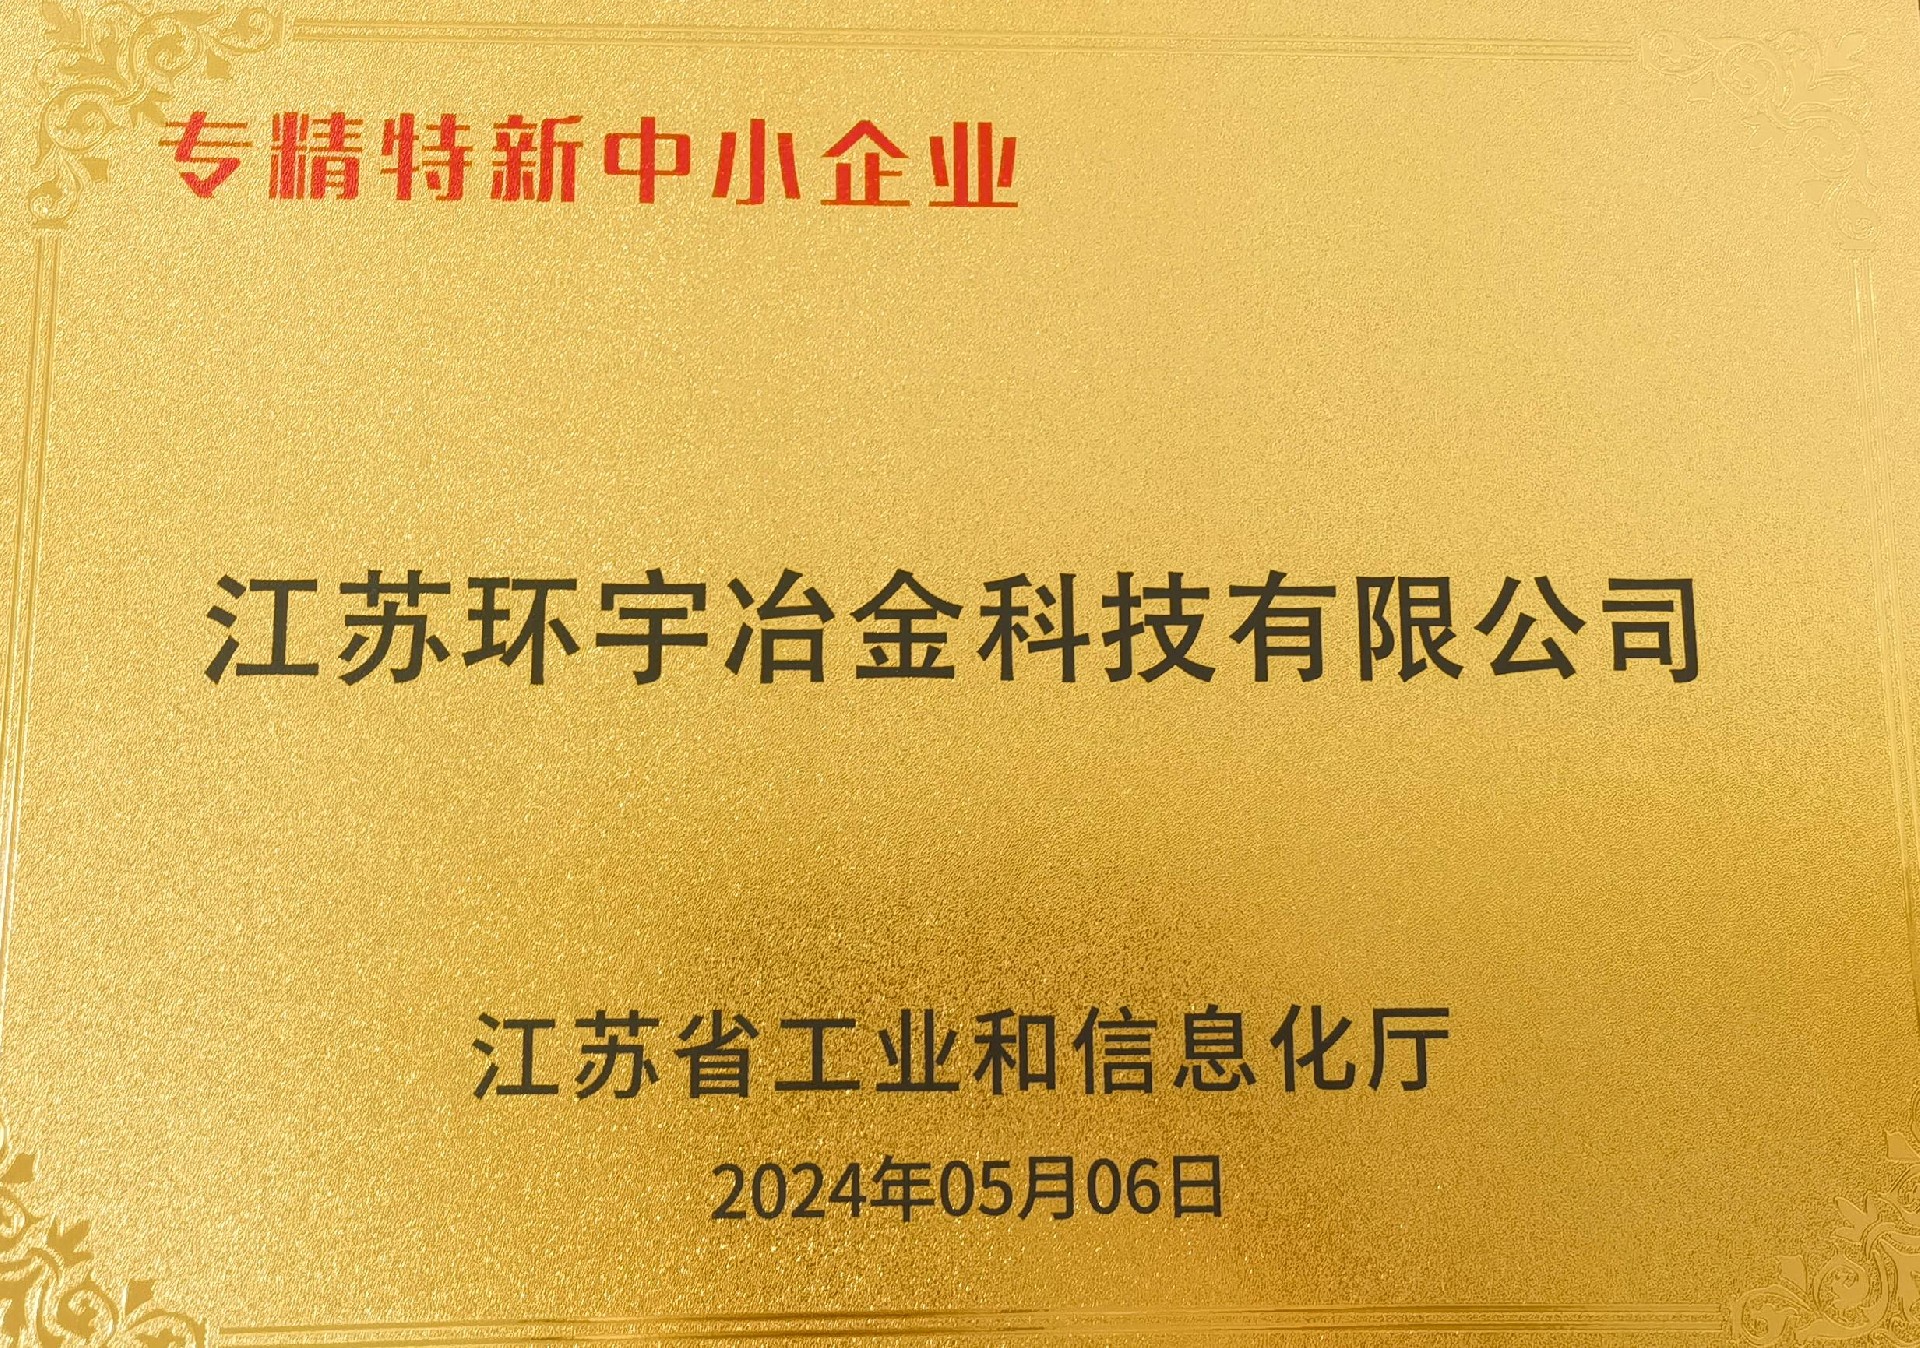 专精特新中小企业
江苏环宇冶金科技有限公司
江苏省工业和信息化厅
2024年05月06日